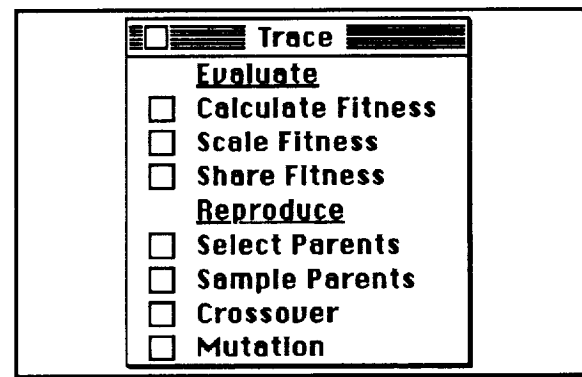 Trace
Evaluate
Calculate Fitness
Scale Fitness
Share Fitness
Reproduce
Select Parents
Sample Parents
Crossover
Mutation